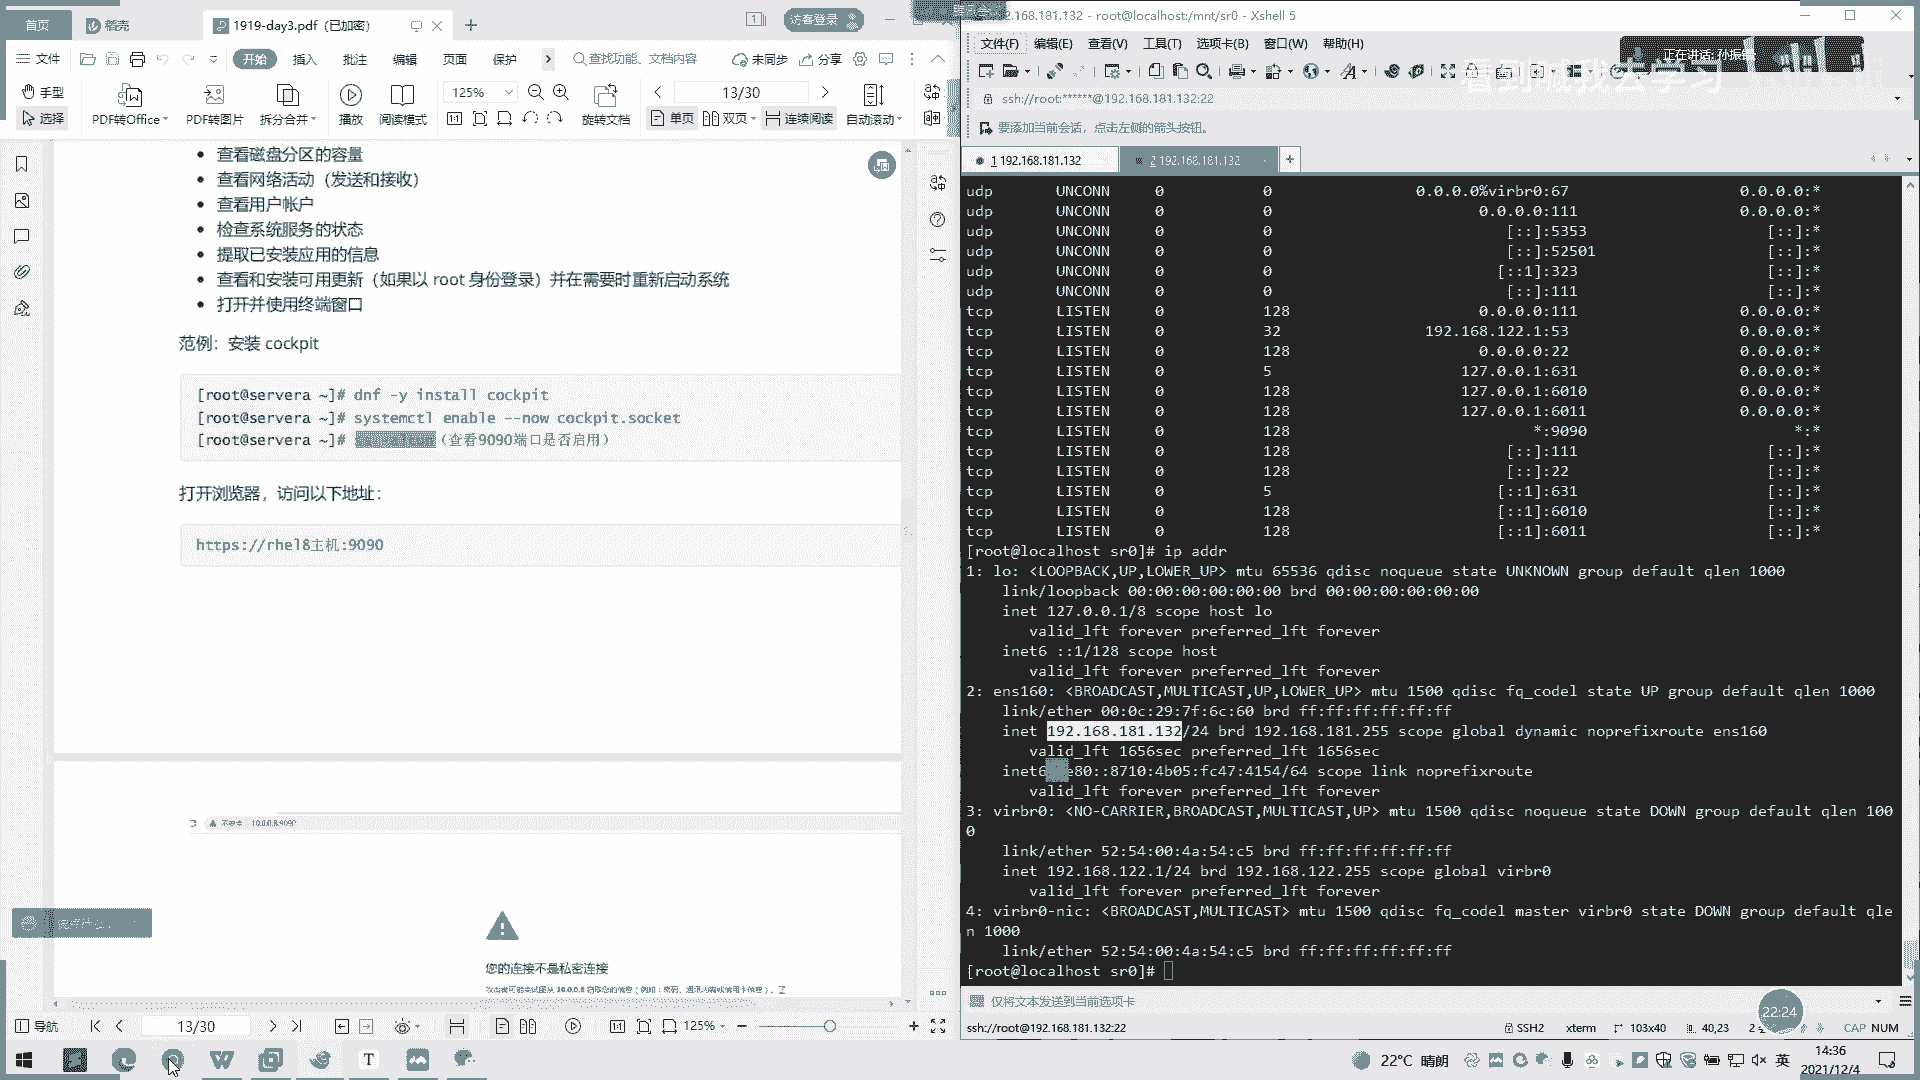 首页
稻壳
1919-day3.pdf（已加密）
访客登录
文件
开始
插入
批注
编辑
页面
保护
查找功能、文档内容
未同步
分享
手型
选择
PDF转Office
PDF转图片
拆分合并
播放
阅读模式
125%
旋转文档
13/30
单页
双页
连续阅读
自动滚动
查看磁盘分区的容量
查看网络活动（发送和接收）
查看用户帐户
检查系统服务的状态
提取已安装应用的信息
查看和安装可用更新（如果以 root 身份登录）并在需要时重新启动系统
打开并使用终端窗口
范例：安装 cockpit
[root@servera ~]# dnf -y install cockpit
[root@servera ~]# systemctl enable --now cockpit.socket
[root@servera ~]# （查看9090端口是否启用）
打开浏览器，访问以下地址：
https://rhel8主机:9090
不安全 10.0.0.8:9090
您的连接不是私密连接
导航
13/30
125%
192.168.181.132 - root@localhost:/mnt/sr0 - Xshell 5
文件(F) 编辑(E) 查看(V) 工具(T) 选项卡(B) 窗口(W) 帮助(H)
正在讲话: 孙振
看到喊我去学习
ssh://root:******@192.168.181.132:22
要添加当前会话，点击左侧的箭头按钮。
1 192.168.181.132
2 192.168.181.132
udp UNCONN 0 0 0.0.0.0%virbr0:67 0.0.0.0:*
udp UNCONN 0 0 0.0.0.0:111 0.0.0.0:*
udp UNCONN 0 0 [::]:5353 [::]:*
udp UNCONN 0 0 [::]:52501 [::]:*
udp UNCONN 0 0 [::1]:323 [::]:*
udp UNCONN 0 0 [::]:111 [::]:*
tcp LISTEN 0 128 0.0.0.0:111 0.0.0.0:*
tcp LISTEN 0 32 192.168.122.1:53 0.0.0.0:*
tcp LISTEN 0 128 0.0.0.0:22 0.0.0.0:*
tcp LISTEN 0 5 127.0.0.1:631 0.0.0.0:*
tcp LISTEN 0 128 127.0.0.1:6010 0.0.0.0:*
tcp LISTEN 0 128 127.0.0.1:6011 0.0.0.0:*
tcp LISTEN 0 128 *:9090 *:*
tcp LISTEN 0 128 [::]:111 [::]:*
tcp LISTEN 0 128 [::]:22 [::]:*
tcp LISTEN 0 5 [::1]:631 [::]:*
tcp LISTEN 0 128 [::1]:6010 [::]:*
tcp LISTEN 0 128 [::1]:6011 [::]:*
[root@localhost sr0]# ip addr
1: lo: <LOOPBACK,UP,LOWER_UP> mtu 65536 qdisc noqueue state UNKNOWN group default qlen 1000
link/loopback 00:00:00:00:00:00 brd 00:00:00:00:00:00
inet 127.0.0.1/8 scope host lo
valid_lft forever preferred_lft forever
inet6 ::1/128 scope host
valid_lft forever preferred_lft forever
2: ens160: <BROADCAST,MULTICAST,UP,LOWER_UP> mtu 1500 qdisc fq_codel state UP group default qlen 1000
link/ether 00:0c:29:7f:6c:60 brd ff:ff:ff:ff:ff:ff
inet 192.168.181.132/24 brd 192.168.181.255 scope global dynamic noprefixroute ens160
valid_lft 1656sec preferred_lft 1656sec
inet6 e80::8710:4b05:fc47:4154/64 scope link noprefixroute
valid_lft forever preferred_lft forever
3: virbr0: <NO-CARRIER,BROADCAST,MULTICAST,UP> mtu 1500 qdisc noqueue state DOWN group default qlen 100
0
link/ether 52:54:00:4a:54:c5 brd ff:ff:ff:ff:ff:ff
inet 192.168.122.1/24 brd 192.168.122.255 scope global virbr0
valid_lft forever preferred_lft forever
4: virbr0-nic: <BROADCAST,MULTICAST> mtu 1500 qdisc fq_codel master virbr0 state DOWN group default qle
n 1000
link/ether 52:54:00:4a:54:c5 brd ff:ff:ff:ff:ff:ff
[root@localhost sr0]#
仅将文本发送到当前选项卡
22:24
ssh://root@192.168.181.132:22
SSH2
xterm
103x40
40,23
CAP NUM
22°C 晴朗
英
14:36
2021/12/4